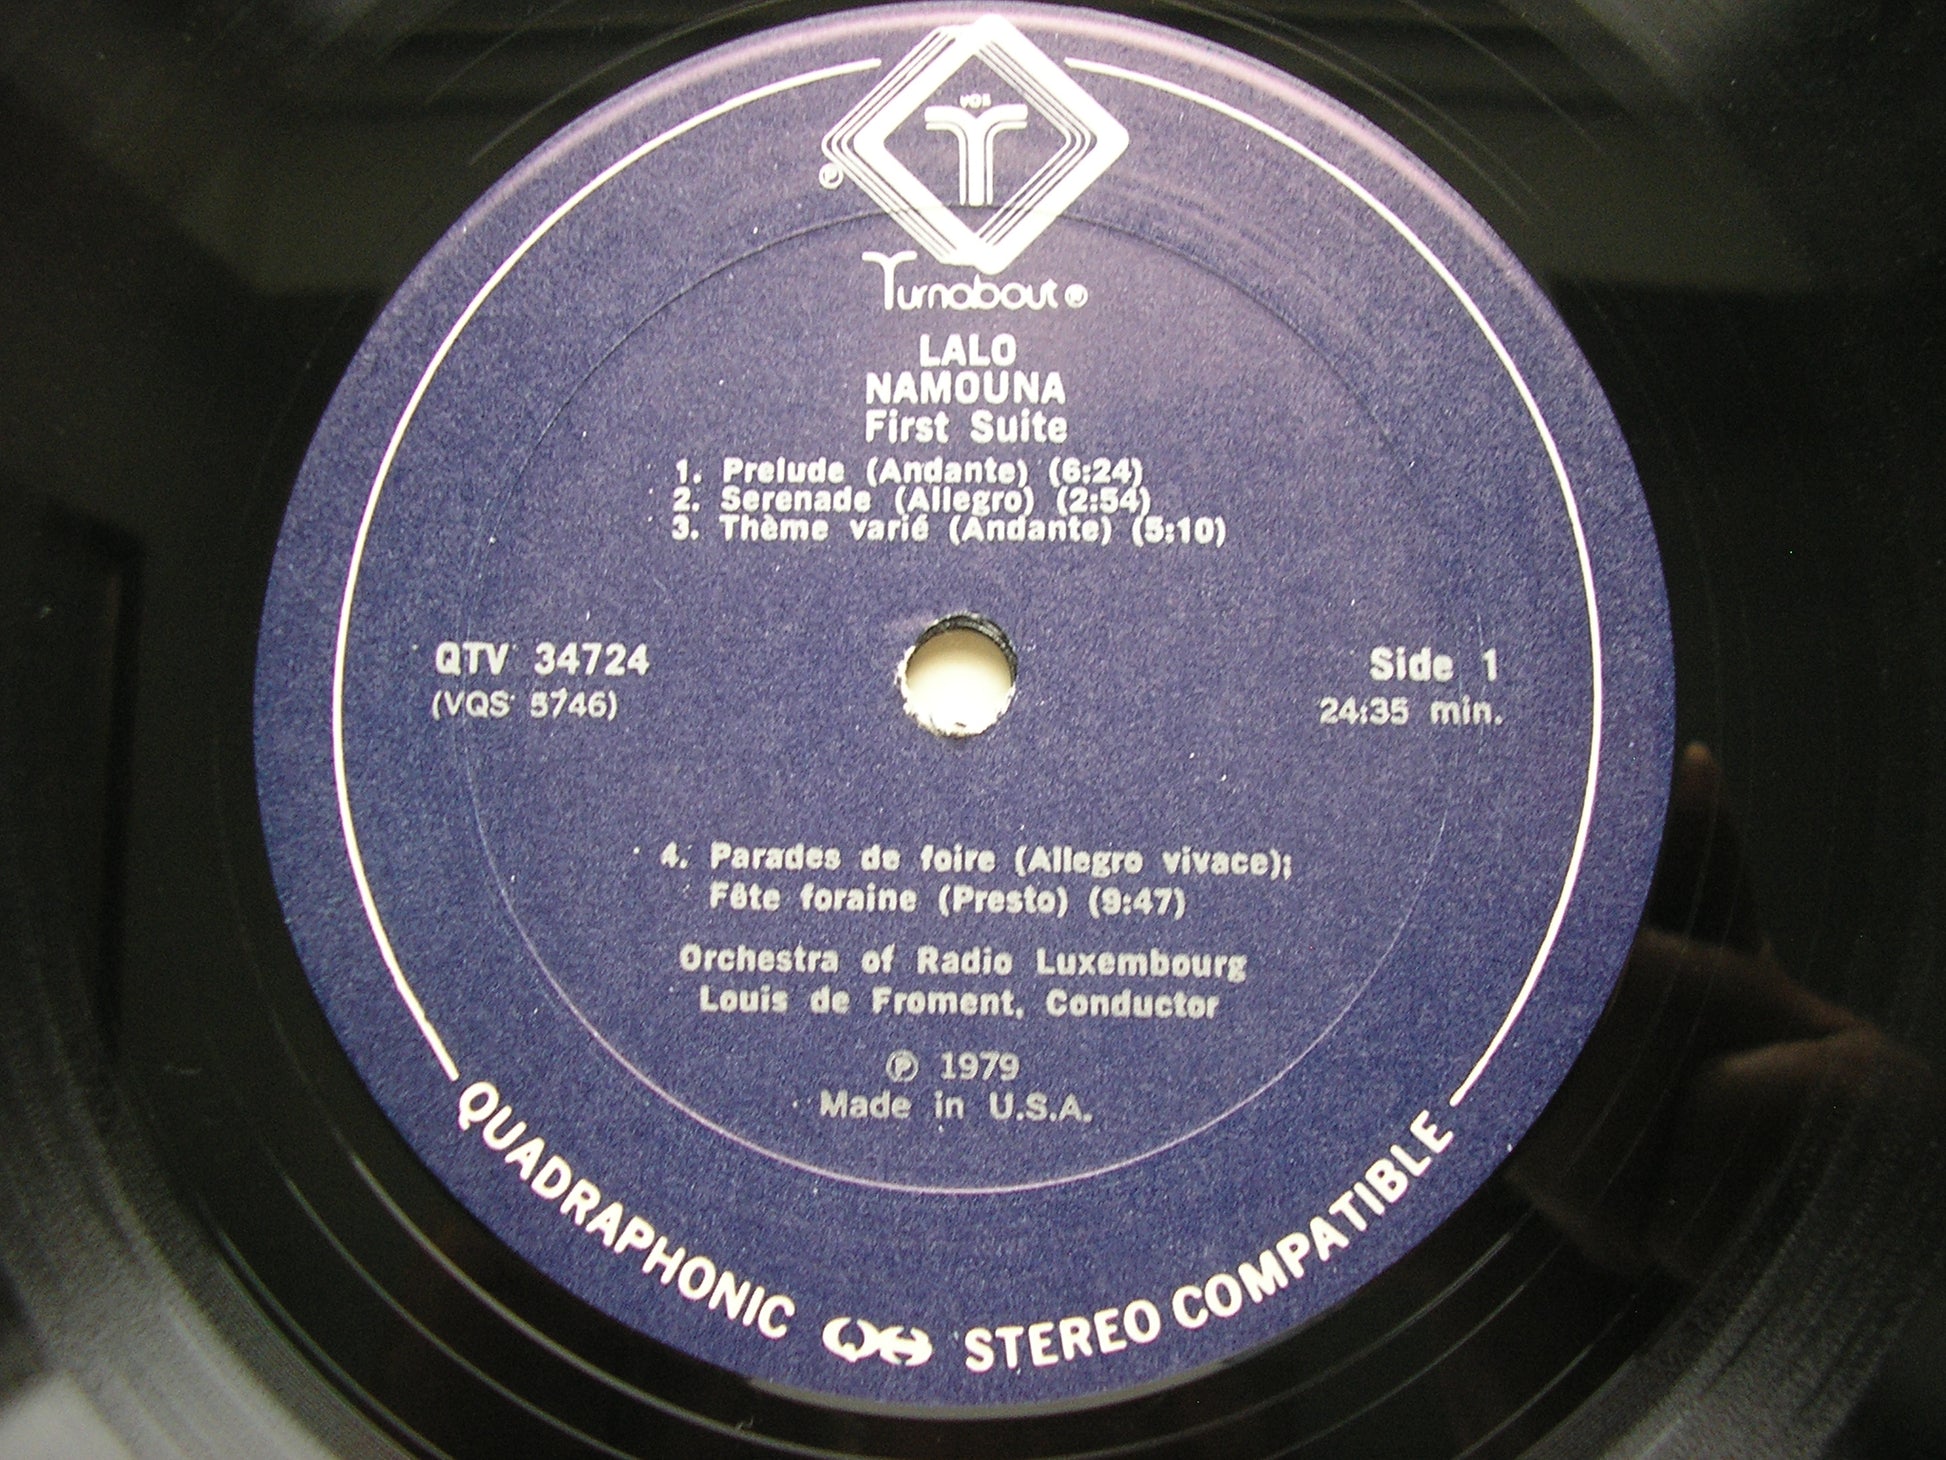 VOX
Turnabout ®
LALO
NAMOUNA
First Suite
1. Prelude (Andante) (6:24)
2. Serenade (Allegro) (2:54)
3. Thème varié (Andante) (5:10)
QTV 34724
(VQS 5746)
Side 1
24:35 min.
4. Parades de foire (Allegro vivace);
Fête foraine (Presto) (9:47)
Orchestra of Radio Luxembourg
Louis de Froment, Conductor
℗ 1979
Made in U.S.A.
QUADRAPHONIC QS STEREO COMPATIBLE